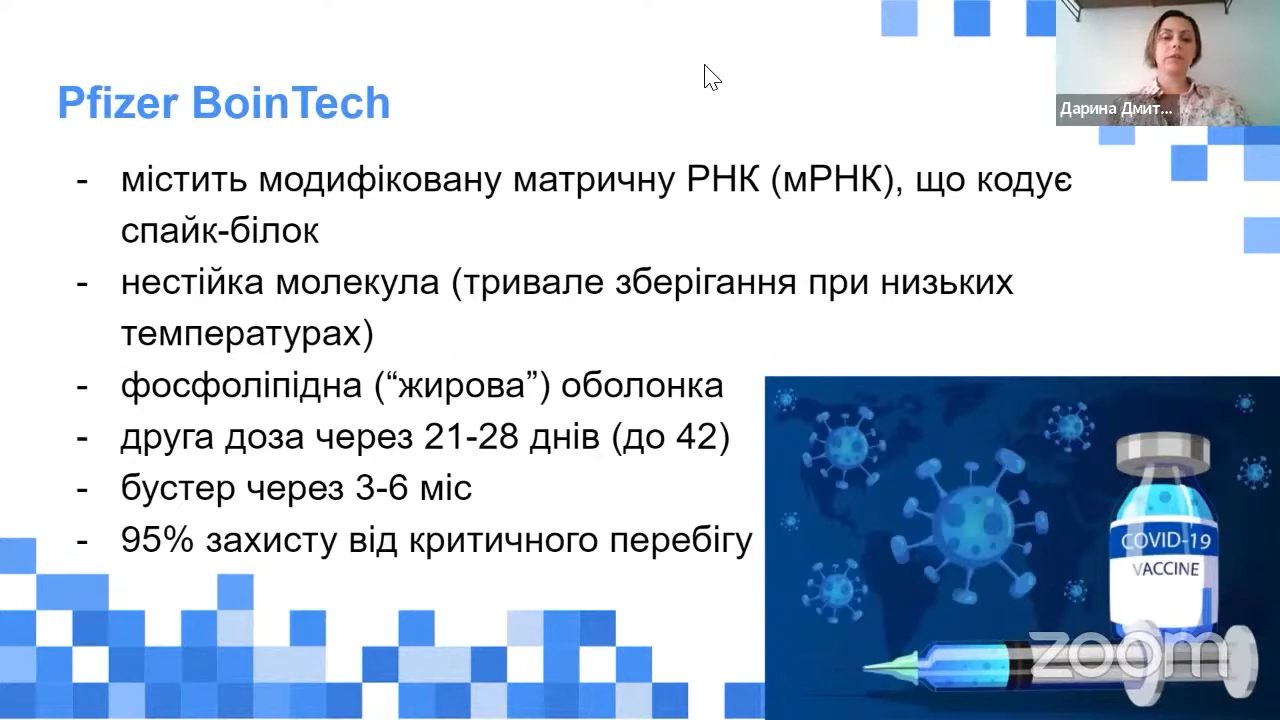 Pfizer BoinTech
Дарина Дмит...
- містить модифіковану матричну РНК (мРНК), що кодує
спайк-білок
- нестійка молекула (тривале зберігання при низьких
температурах)
- фосфоліпідна (“жирова”) оболонка
- друга доза через 21-28 днів (до 42)
- бустер через 3-6 міс
- 95% захисту від критичного перебігу
COVID-19
VACCINE
zoom